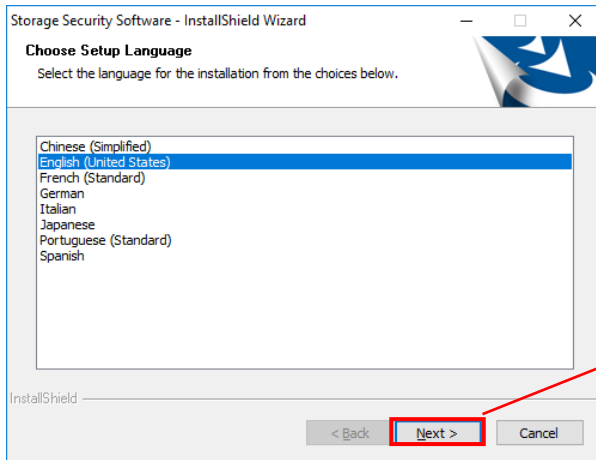 Storage Security Software - InstallShield Wizard
Choose Setup Language
Select the language for the installation from the choices below.
Chinese (Simplified)
English (United States)
French (Standard)
German
Italian
Japanese
Portuguese (Standard)
Spanish
InstallShield
< Back Next > Cancel